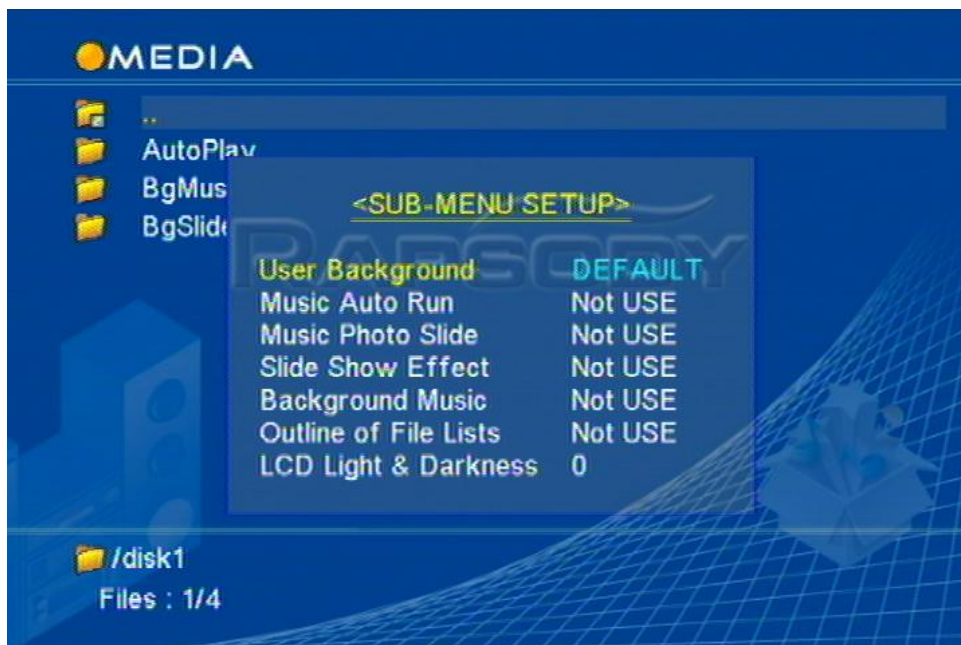 MEDIA
..
AutoPlay
BgMus
BgSlide
<SUB-MENU SETUP>
RAPSODY
User Background DEFAULT
Music Auto Run Not USE
Music Photo Slide Not USE
Slide Show Effect Not USE
Background Music Not USE
Outline of File Lists Not USE
LCD Light & Darkness 0
/disk1
Files : 1/4